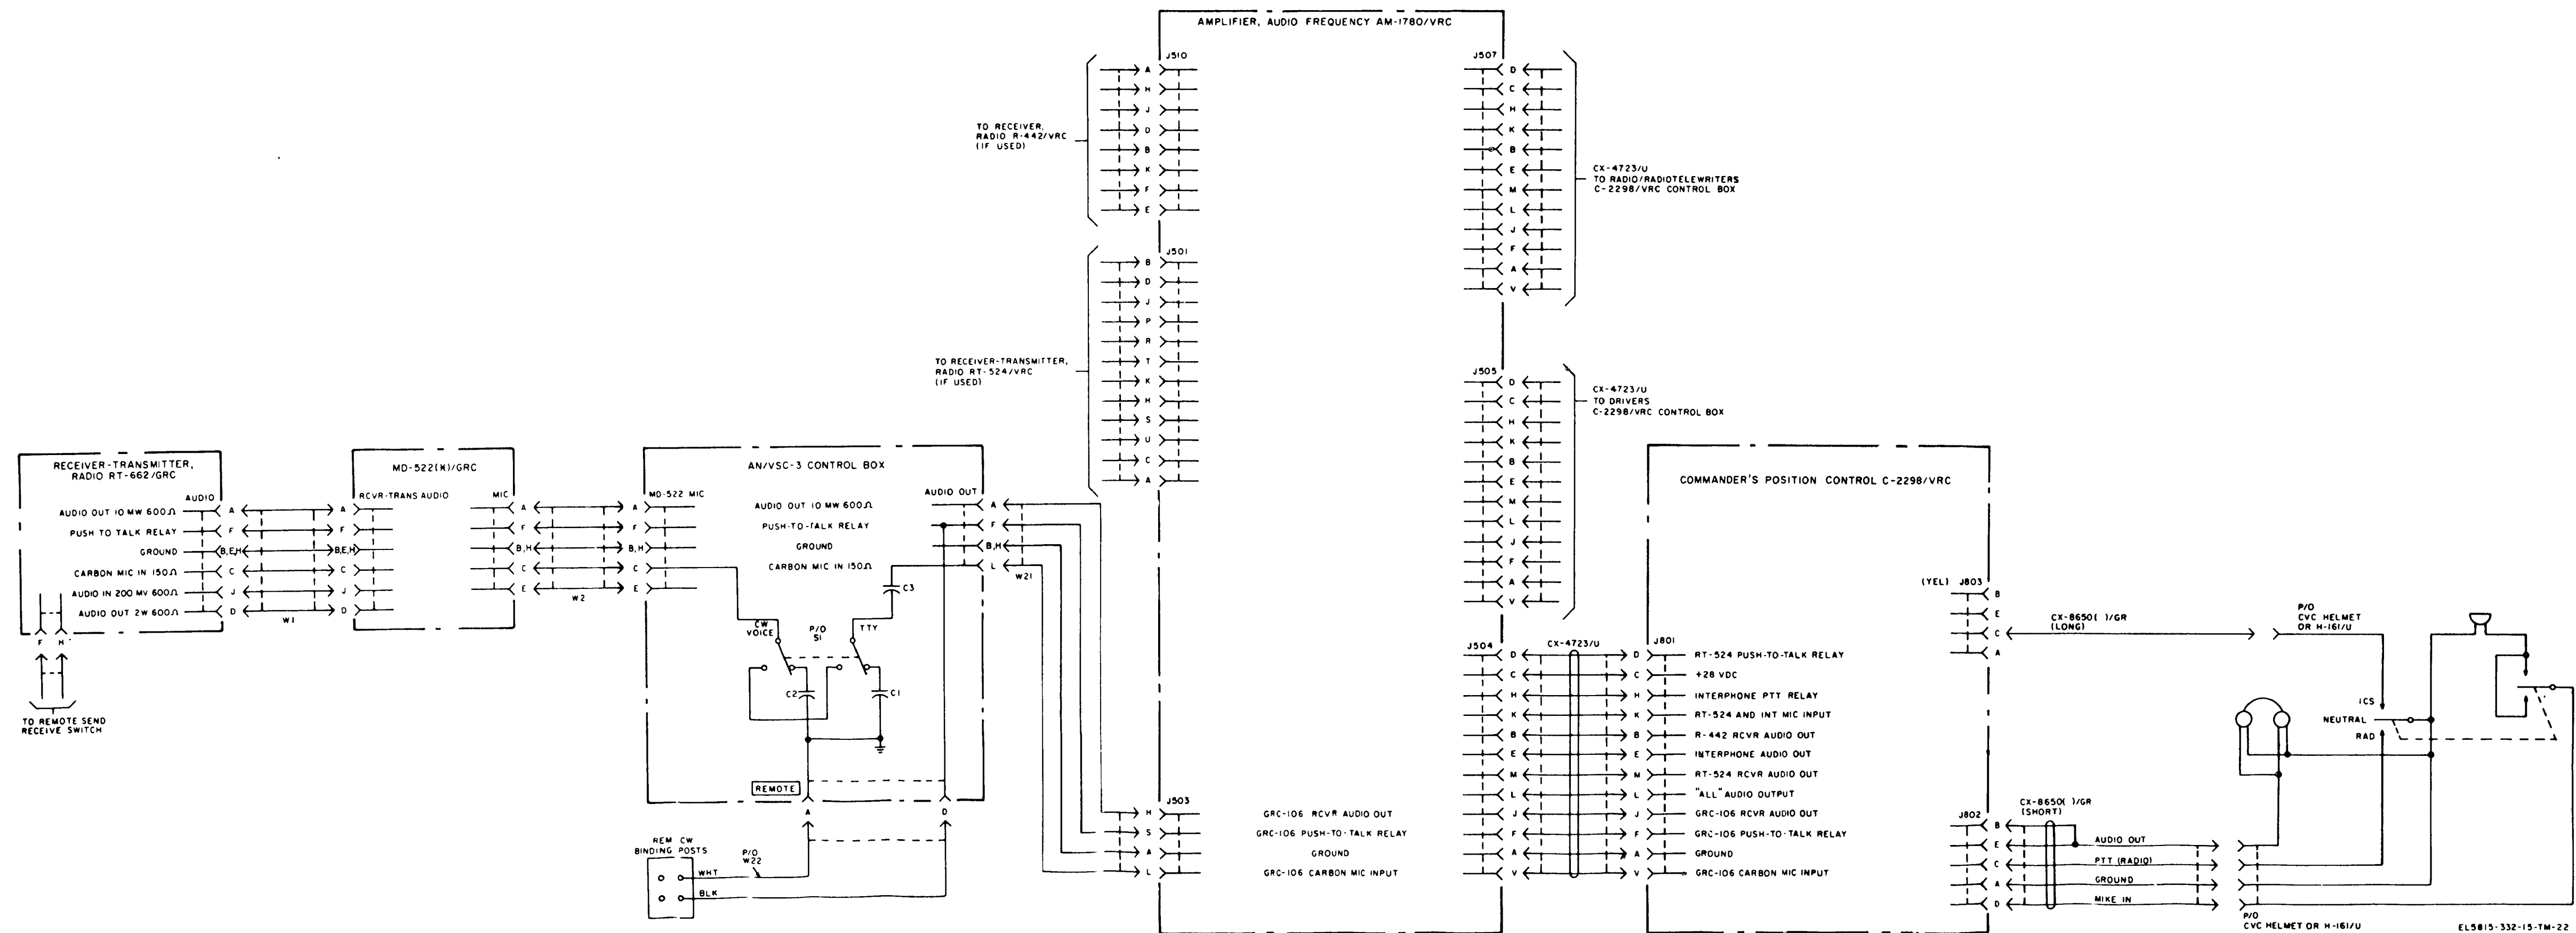 AMPLIFIER, AUDIO FREQUENCY AM-1780/VRC
J510
A
H
J
D
B
K
F
E
TO RECEIVER,
RADIO R-442/VRC
(IF USED)
J507
D
C
H
K
B
E
M
L
J
F
A
V
CX-4723/U
TO RADIO/RADIOTELEWRITERS
C-2298/VRC CONTROL BOX
J501
B
D
J
P
R
T
K
H
S
U
C
A
TO RECEIVER-TRANSMITTER,
RADIO RT-524/VRC
(IF USED)
J505
D
C
H
K
B
E
M
L
J
F
A
V
CX-4723/U
TO DRIVERS
C-2298/VRC CONTROL BOX
RECEIVER-TRANSMITTER,
RADIO RT-662/GRC
AUDIO
AUDIO OUT 10 MW 600Ω A A
PUSH TO TALK RELAY F F
GROUND B,E,H B,E,H
CARBON MIC IN 150Ω C C
AUDIO IN 200 MV 600Ω J J
AUDIO OUT 2W 600Ω D D
W1
F H
TO REMOTE SEND
RECEIVE SWITCH
MD-522(X)/GRC
RCVR-TRANS AUDIO MIC
A A
F F
B,H B,H
C C
E E
W2
AN/VSC-3 CONTROL BOX
MD-522 MIC AUDIO OUT
AUDIO OUT 10 MW 600Ω A
PUSH-TO-TALK RELAY F
GROUND B,H
CARBON MIC IN 150Ω L
W21
C3
CW
VOICE
P/O
S1
TTY
C2 C1
REMOTE
A D
REM CW
BINDING POSTS
P/O
W22
WHT
BLK
J503
H GRC-106 RCVR AUDIO OUT
S GRC-106 PUSH-TO-TALK RELAY
A GROUND
L GRC-106 CARBON MIC INPUT
J504 CX-4723/U J801
COMMANDER'S POSITION CONTROL C-2298/VRC
D D RT-524 PUSH-TO-TALK RELAY
C C +28 VDC
H H INTERPHONE PTT RELAY
K K RT-524 AND INT MIC INPUT
B B R-442 RCVR AUDIO OUT
E E INTERPHONE AUDIO OUT
M M RT-524 RCVR AUDIO OUT
L L "ALL" AUDIO OUTPUT
J J GRC-106 RCVR AUDIO OUT
F F GRC-106 PUSH-TO-TALK RELAY
A A GROUND
V V GRC-106 CARBON MIC INPUT
(YEL) J803
B
E
C
A
CX-8650( )/GR
(LONG)
P/O
CVC HELMET
OR H-161/U
ICS
NEUTRAL
RAD
CX-8650( )/GR
(SHORT)
J802
B
E AUDIO OUT
C PTT (RADIO)
A GROUND
D MIKE IN
P/O
CVC HELMET OR H-161/U
EL5815-332-15-TM-22